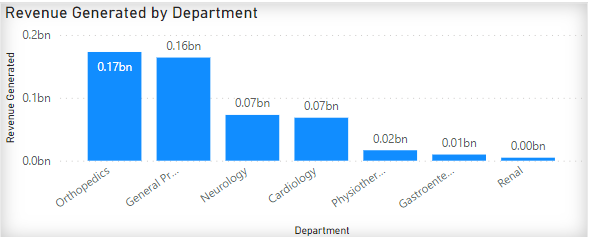 Revenue Generated by Department
0.2bn
0.1bn
0.0bn
Revenue Generated
0.17bn
0.16bn
0.07bn
0.07bn
0.02bn
0.01bn
0.00bn
Orthopedics
General Pr...
Neurology
Cardiology
Physiother...
Gastroente...
Renal
Department